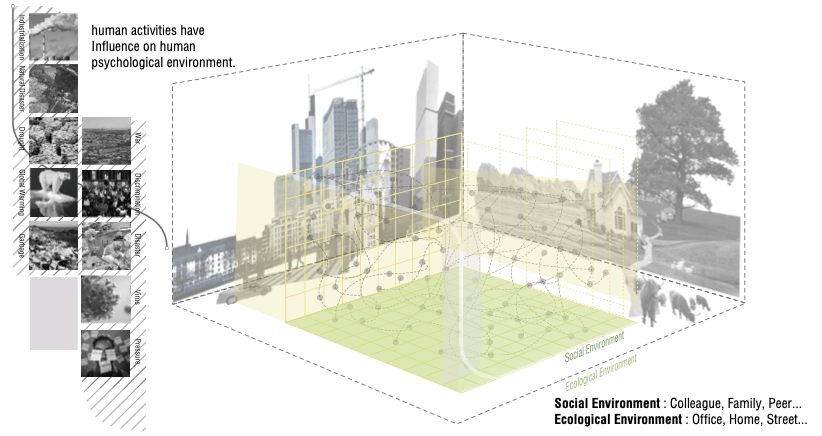 human activities have
Influence on human
psychological environment.
Industrialization
Natural Disaster
Drought
Global Warming
Garbage
War
Discrimination
Disaster
Virus
Pressure
Social Environment
Ecological Environment
Social Environment : Colleague, Family, Peer...
Ecological Environment : Office, Home, Street...